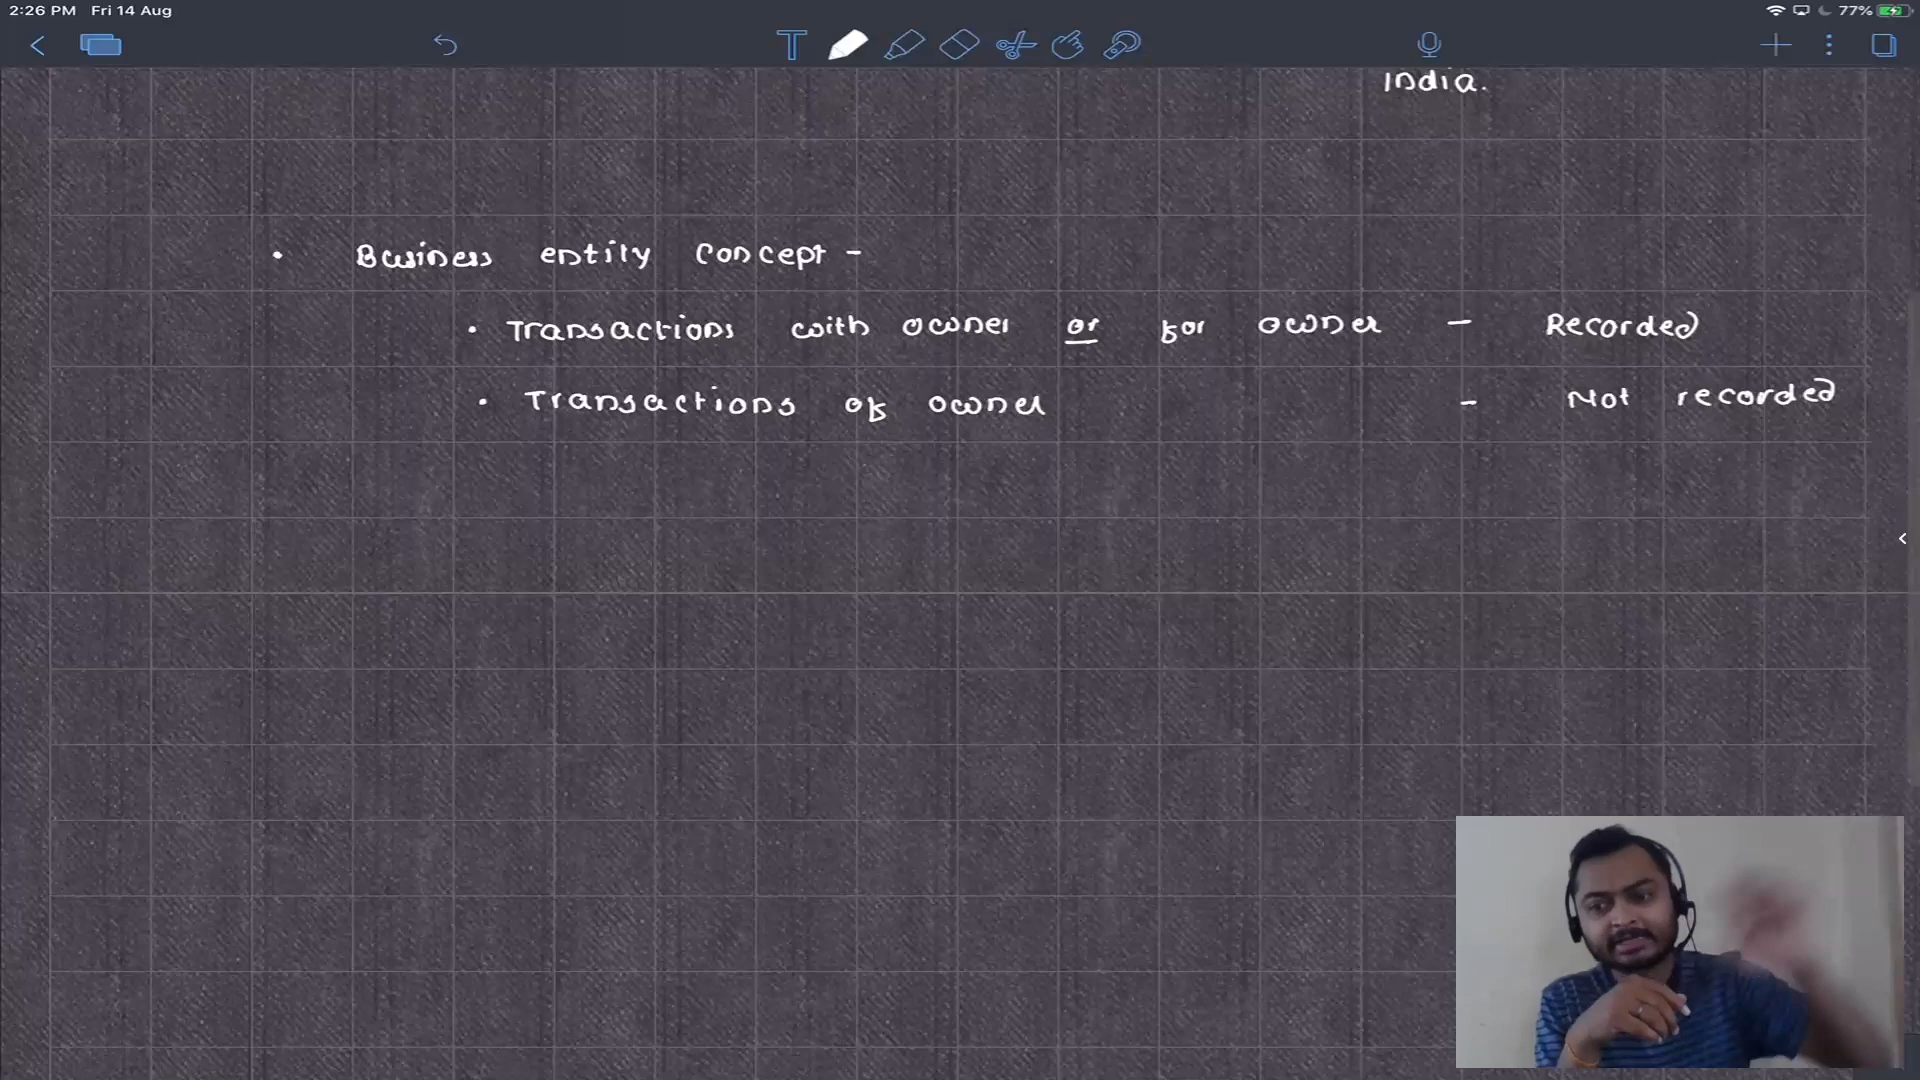 2:26 PM Fri 14 Aug 77%
T
India.
• Business entity concept -
• Transactions with owner or for owner - Recorded
• Transactions of owner - Not recorded